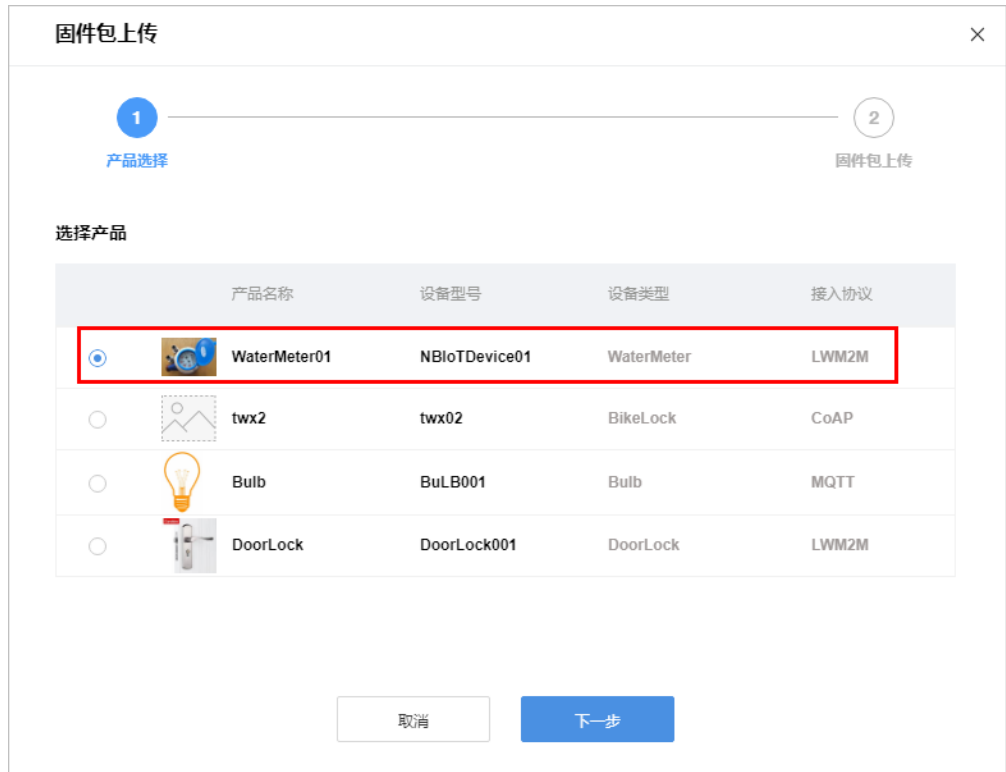 固件包上传
1
2
产品选择
固件包上传
选择产品
产品名称 设备型号 设备类型 接入协议
WaterMeter01 NBIoTDevice01 WaterMeter LWM2M
twx2 twx02 BikeLock CoAP
Bulb BuLB001 Bulb MQTT
DoorLock DoorLock001 DoorLock LWM2M
取消 下一步